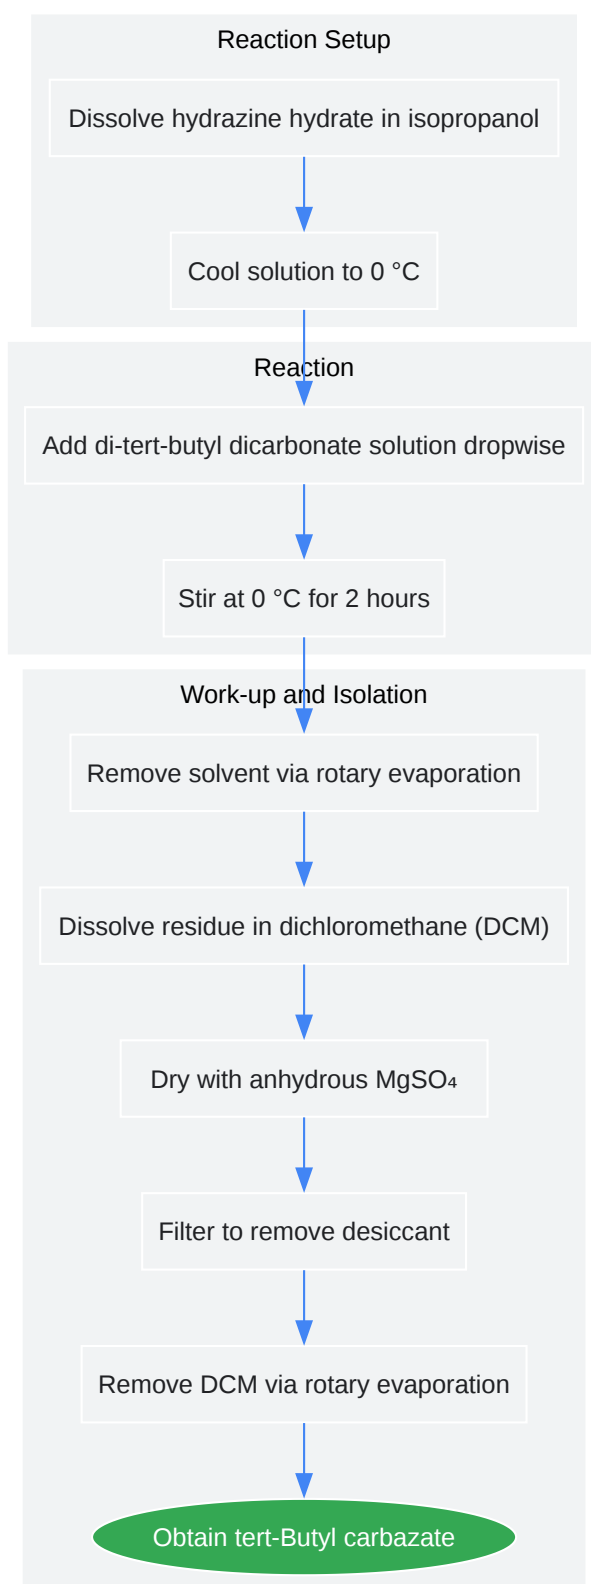 Reaction Setup
Dissolve hydrazine hydrate in isopropanol
Cool solution to 0 °C
Reaction
Add di-tert-butyl dicarbonate solution dropwise
Stir at 0 °C for 2 hours
Work-up and Isolation
Remove solvent via rotary evaporation
Dissolve residue in dichloromethane (DCM)
Dry with anhydrous MgSO₄
Filter to remove desiccant
Remove DCM via rotary evaporation
Obtain tert-Butyl carbazate